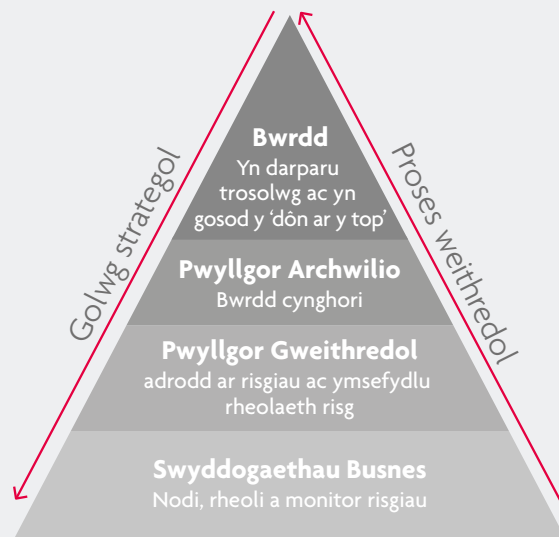 Golwg strategol
Proses weithredol
Bwrdd
Yn darparu
trosolwg ac yn
gosod y ‘dôn ar y top’
Pwyllgor Archwilio
Bwrdd cynghori
Pwyllgor Gweithredol
adrodd ar risgiau ac ymsefydlu
rheolaeth risg
Swyddogaethau Busnes
Nodi, rheoli a monitor risgiau